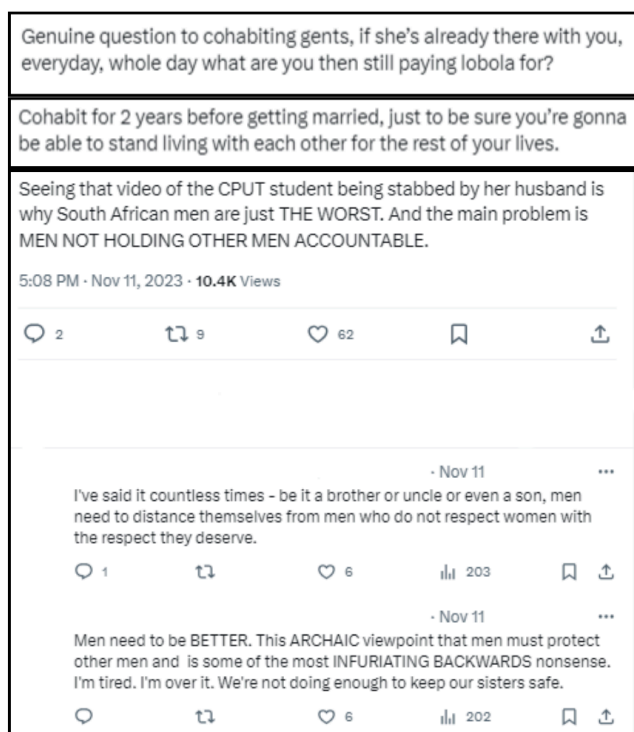 Genuine question to cohabiting gents, if she’s already there with you,
everyday, whole day what are you then still paying lobola for?
Cohabit for 2 years before getting married, just to be sure you’re gonna
be able to stand living with each other for the rest of your lives.
Seeing that video of the CPUT student being stabbed by her husband is
why South African men are just THE WORST. And the main problem is
MEN NOT HOLDING OTHER MEN ACCOUNTABLE.
5:08 PM · Nov 11, 2023 · 10.4K Views
2 9 62
· Nov 11 ...
I've said it countless times - be it a brother or uncle or even a son, men
need to distance themselves from men who do not respect women with
the respect they deserve.
1 6 203
· Nov 11 ...
Men need to be BETTER. This ARCHAIC viewpoint that men must protect
other men and is some of the most INFURIATING BACKWARDS nonsense.
I'm tired. I'm over it. We're not doing enough to keep our sisters safe.
6 202